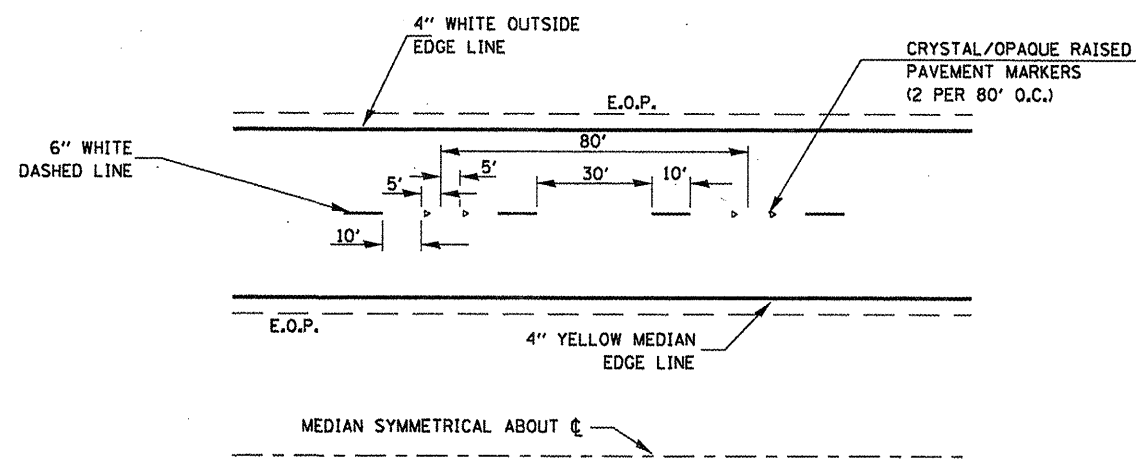 4" WHITE OUTSIDE
EDGE LINE
CRYSTAL/OPAQUE RAISED
PAVEMENT MARKERS
(2 PER 80' O.C.)
E.O.P.
80'
6" WHITE
DASHED LINE
5'
5'
30'
10'
10'
E.O.P.
4" YELLOW MEDIAN
EDGE LINE
MEDIAN SYMMETRICAL ABOUT ℄